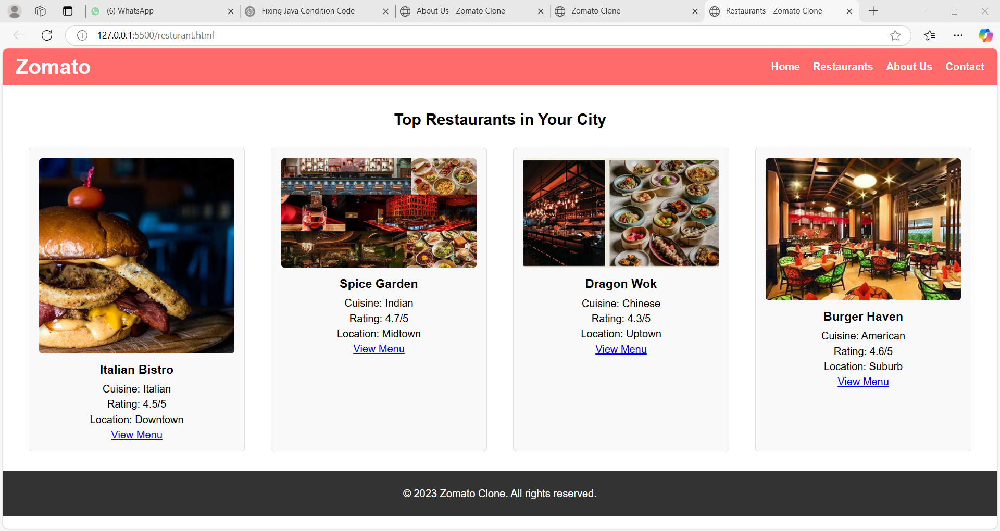 (6) WhatsApp
Fixing Java Condition Code
About Us - Zomato Clone
Zomato Clone
Restaurants - Zomato Clone
127.0.0.1:5500/resturant.html
Zomato
Home
Restaurants
About Us
Contact
Top Restaurants in Your City
Italian Bistro
Cuisine: Italian
Rating: 4.5/5
Location: Downtown
View Menu
Spice Garden
Cuisine: Indian
Rating: 4.7/5
Location: Midtown
View Menu
Dragon Wok
Cuisine: Chinese
Rating: 4.3/5
Location: Uptown
View Menu
Burger Haven
Cuisine: American
Rating: 4.6/5
Location: Suburb
View Menu
© 2023 Zomato Clone. All rights reserved.